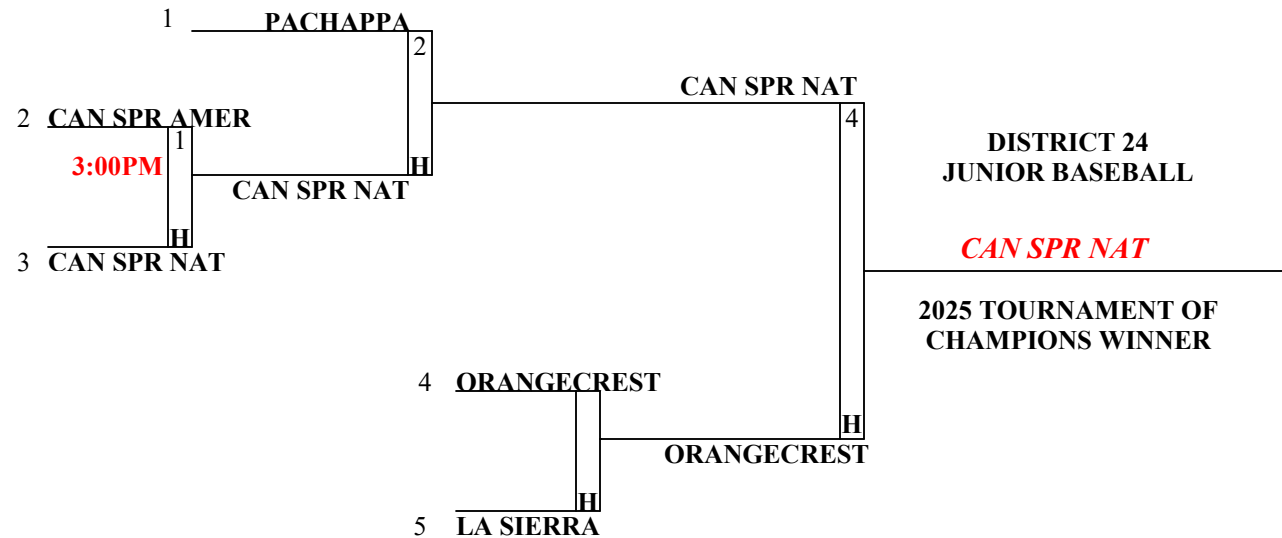 1 PACHAPPA
2
CAN SPR NAT
2 CAN SPR AMER
1
4
3:00PM
DISTRICT 24
JUNIOR BASEBALL
H
CAN SPR NAT
H
3 CAN SPR NAT
CAN SPR NAT
2025 TOURNAMENT OF
CHAMPIONS WINNER
4 ORANGECREST
H
ORANGECREST
H
5 LA SIERRA